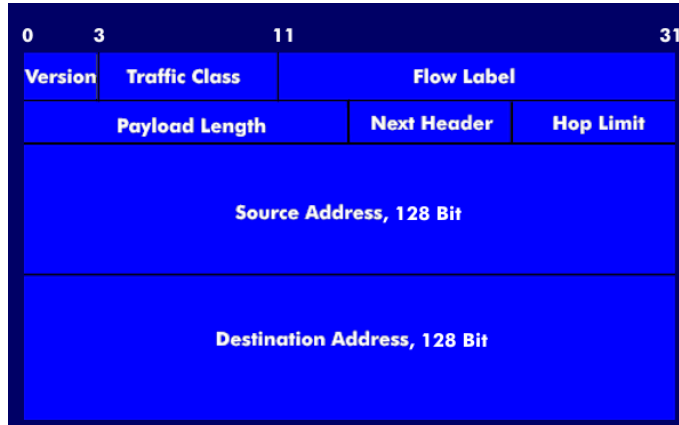 0 3 11 31
Version Traffic Class Flow Label
Payload Length Next Header Hop Limit
Source Address, 128 Bit
Destination Address, 128 Bit